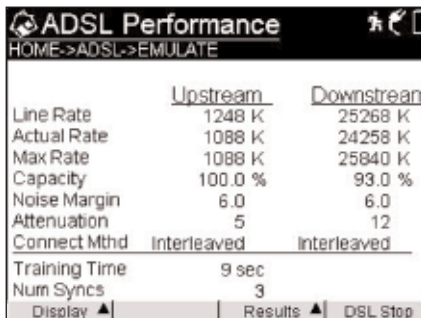 ADSL Performance
HOME->ADSL->EMULATE
Upstream Downstream
Line Rate 1248 K 25268 K
Actual Rate 1088 K 24258 K
Max Rate 1088 K 25840 K
Capacity 100.0 % 93.0 %
Noise Margin 6.0 6.0
Attenuation 5 12
Connect Mthd Interleaved Interleaved
Training Time 9 sec
Num Syncs 3
Display ▲ Results ▲ DSL Stop